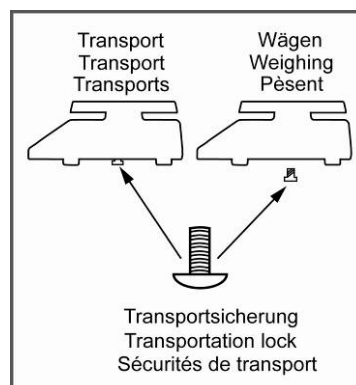 Transport
Transport
Transports
Wägen
Weighing
Pèsent
Transportsicherung
Transportation lock
Sécurités de transport